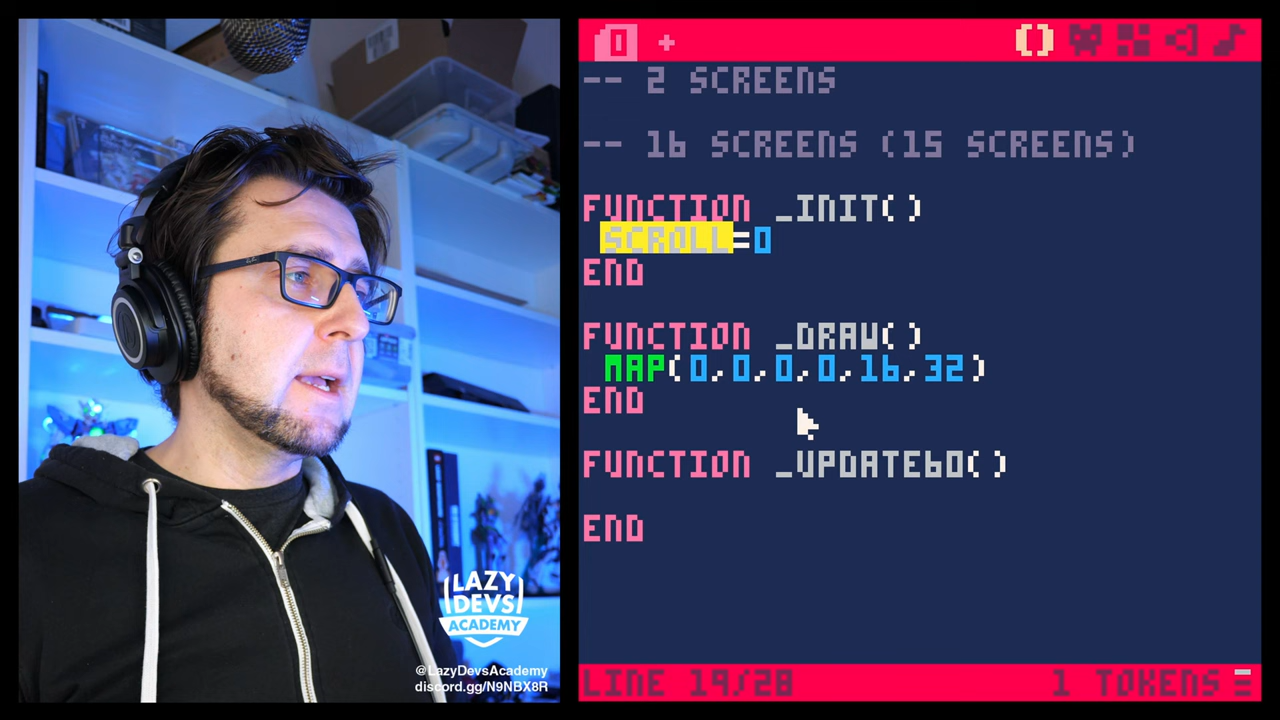 -- 2 SCREENS
-- 16 SCREENS (15 SCREENS)
FUNCTION _INIT()
SCROLL=0
END
FUNCTION _DRAW()
MAP(0,0,0,0,16,32)
END
FUNCTION _UPDATE60()
END
LINE 19/28
1 TOKENS
LAZY
DEVS
ACADEMY
@LazyDevsAcademy
discord.gg/N9NBX8R